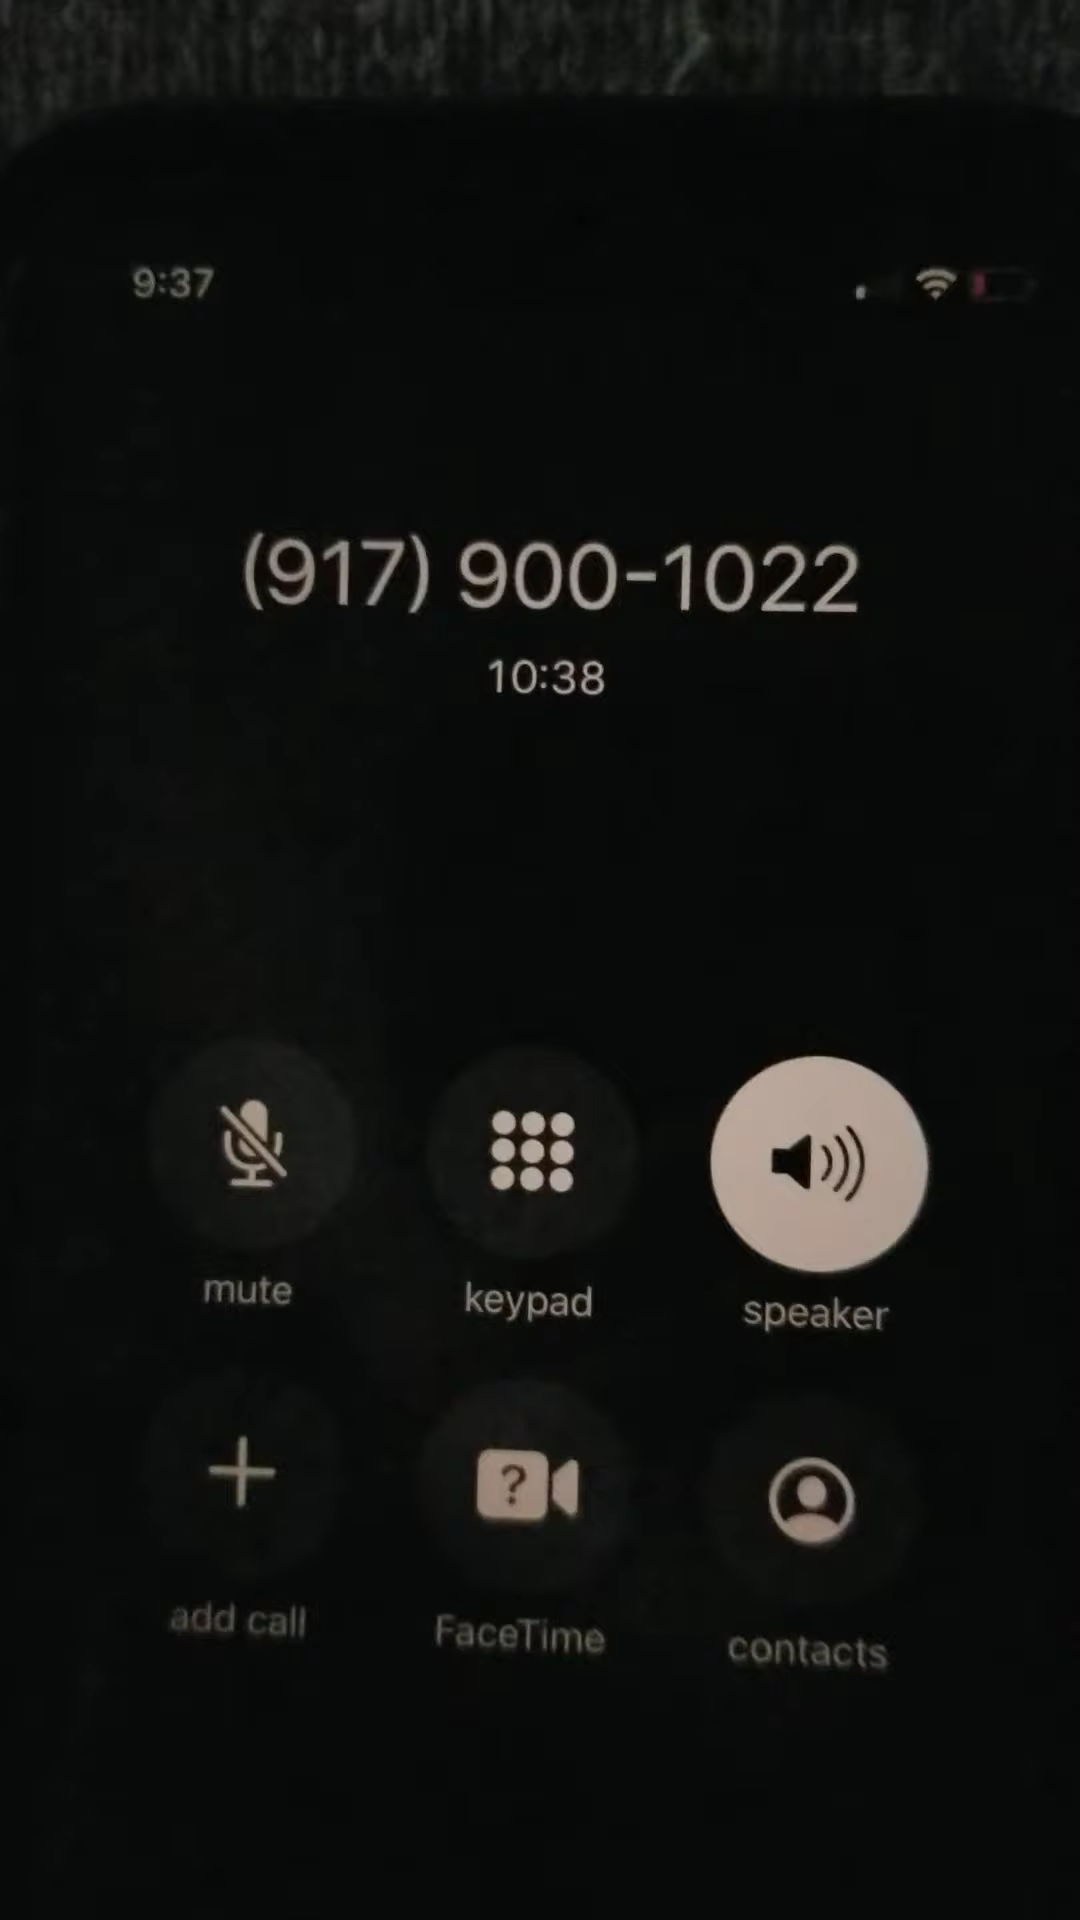 9:37
(917) 900-1022
10:38
mute
keypad
speaker
add call
FaceTime
contacts